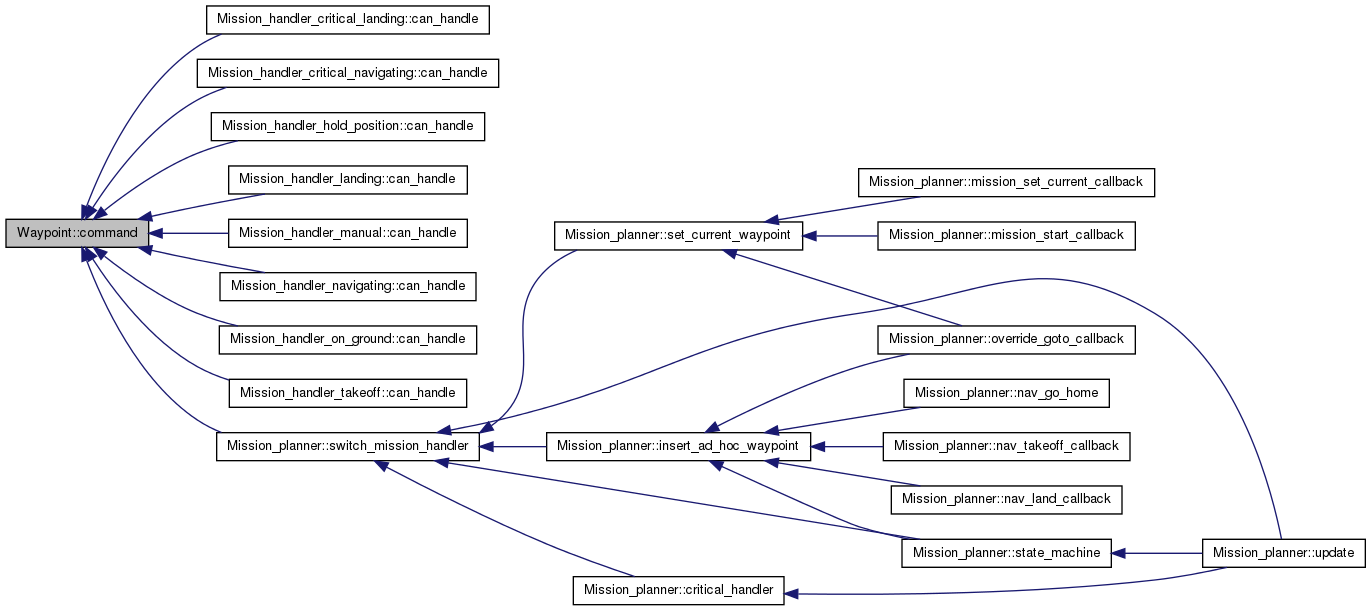 Mission_handler_critical_landing::can_handle
Mission_handler_critical_navigating::can_handle
Mission_handler_hold_position::can_handle
Mission_handler_landing::can_handle
Waypoint::command
Mission_handler_manual::can_handle
Mission_handler_navigating::can_handle
Mission_handler_on_ground::can_handle
Mission_handler_takeoff::can_handle
Mission_planner::switch_mission_handler
Mission_planner::set_current_waypoint
Mission_planner::insert_ad_hoc_waypoint
Mission_planner::critical_handler
Mission_planner::mission_set_current_callback
Mission_planner::mission_start_callback
Mission_planner::override_goto_callback
Mission_planner::nav_go_home
Mission_planner::nav_takeoff_callback
Mission_planner::nav_land_callback
Mission_planner::state_machine
Mission_planner::update